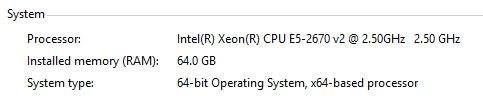 System
Processor: Intel(R) Xeon(R) CPU E5-2670 v2 @ 2.50GHz 2.50 GHz
Installed memory (RAM): 64.0 GB
System type: 64-bit Operating System, x64-based processor